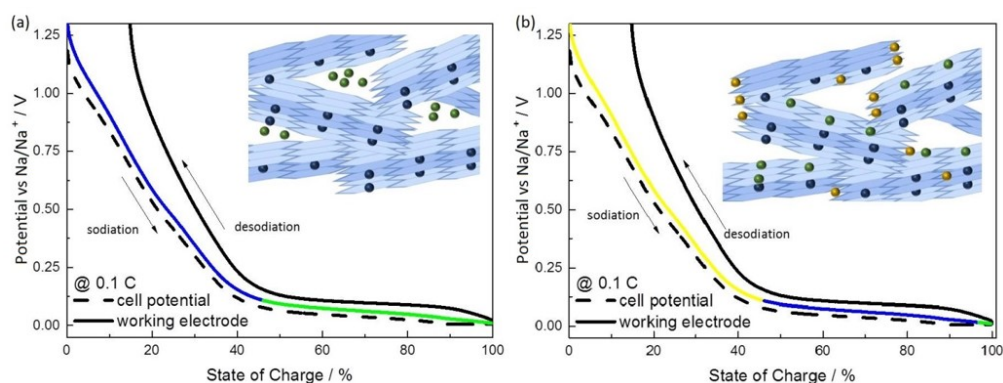 (a)
Potential vs Na/Na⁺ / V
1.25
1.00
0.75
0.50
0.25
0.00
sodiation
desodiation
@ 0.1 C
cell potential
working electrode
0
20
40
60
80
100
State of Charge / %
(b)
Potential vs Na/Na⁺ / V
1.25
1.00
0.75
0.50
0.25
0.00
sodiation
desodiation
@ 0.1 C
cell potential
working electrode
0
20
40
60
80
100
State of Charge / %